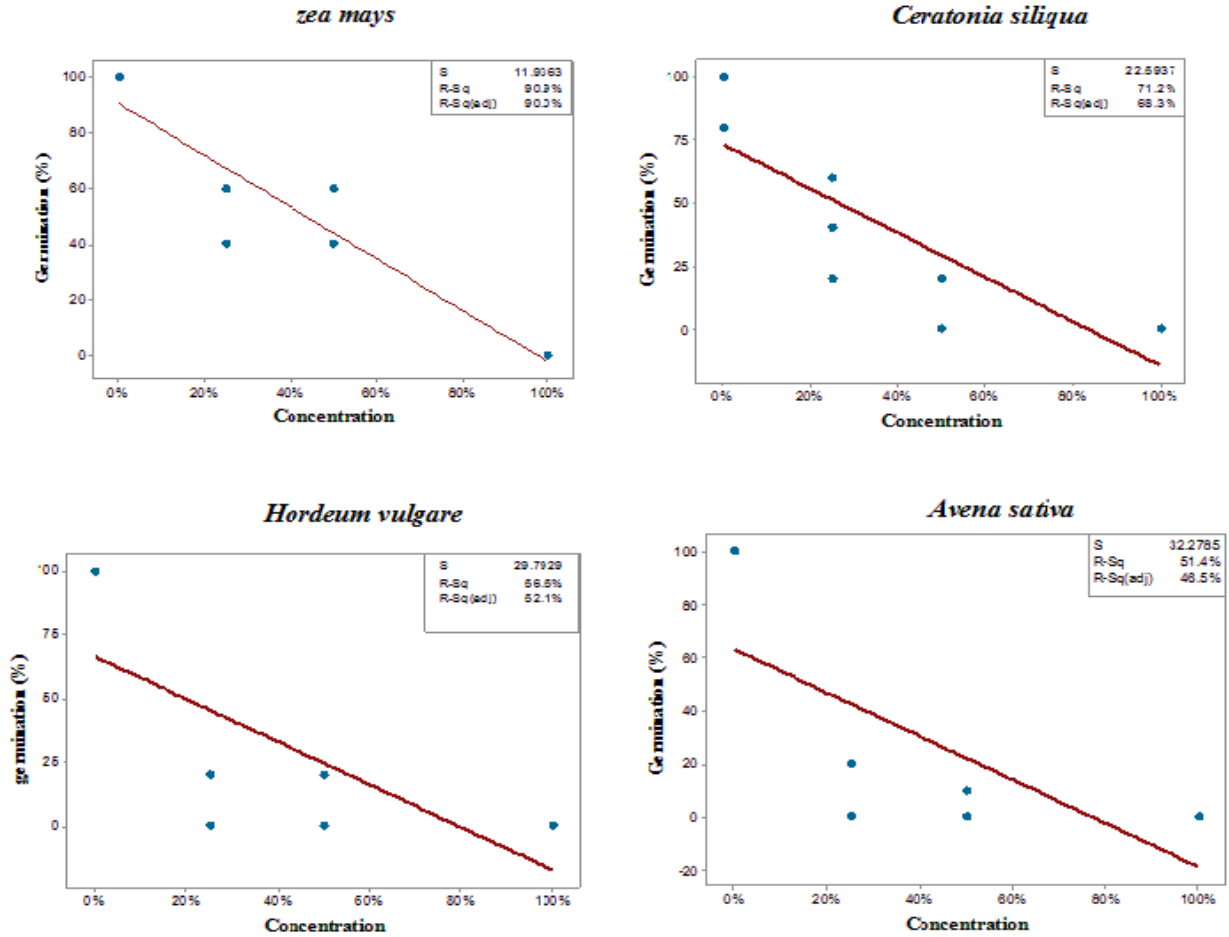 zea mays
S 11.9363
R-Sq 90.9%
R-Sq(adj) 90.0%
100
80
60
40
20
0
Germination (%)
0% 20% 40% 60% 80% 100%
Concentration
Ceratonia siliqua
S 22.5937
R-Sq 71.2%
R-Sq(adj) 68.3%
100
75
50
25
0
Germination (%)
0% 20% 40% 60% 80% 100%
Concentration
Hordeum vulgare
S 29.7929
R-Sq 56.5%
R-Sq(adj) 52.1%
100
75
50
25
0
germination (%)
0% 20% 40% 60% 80% 100%
Concentration
Avena sativa
S 32.2785
R-Sq 51.4%
R-Sq(adj) 46.5%
100
80
60
40
20
0
-20
Germination (%)
0% 20% 40% 60% 80% 100%
Concentration